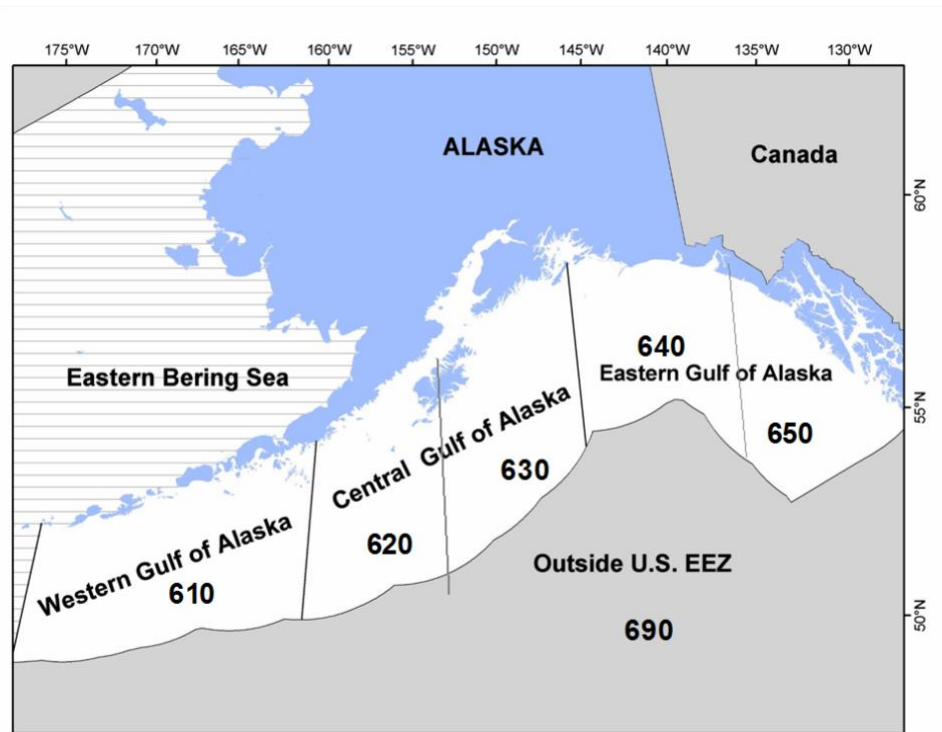 175°W 170°W 165°W 160°W 155°W 150°W 145°W 140°W 135°W 130°W
ALASKA
Canada
60°N
640
Eastern Bering Sea
Eastern Gulf of Alaska
55°N
Central Gulf of Alaska
650
630
620
Western Gulf of Alaska
Outside U.S. EEZ
610
50°N
690